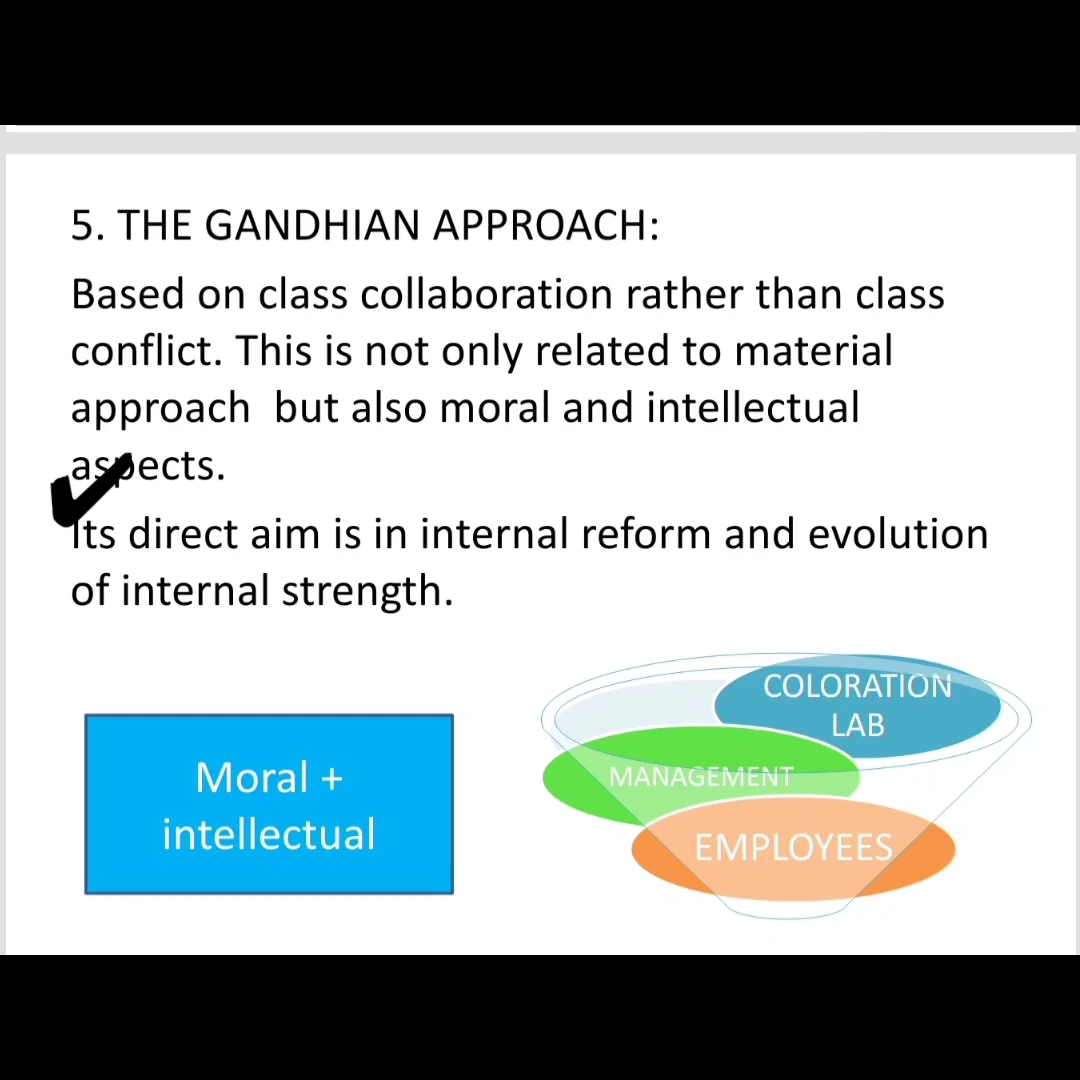 5. THE GANDHIAN APPROACH:
Based on class collaboration rather than class
conflict. This is not only related to material
approach but also moral and intellectual
aspects.
Its direct aim is in internal reform and evolution
of internal strength.
Moral +
intellectual
COLORATION
LAB
MANAGEMENT
EMPLOYEES